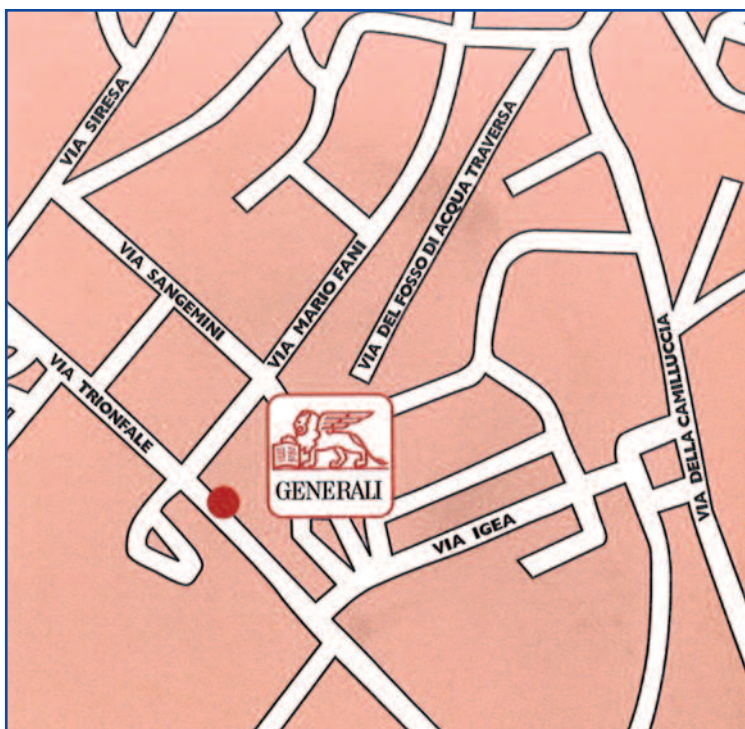 VIA SIRESA
VIA SANGEMINI
VIA MARIO FANI
VIA DEL FOSSO DI ACQUA TRAVERSA
VIA TRIONFALE
VIA DELLA CAMILLUCCIA
GENERALI
VIA IGEA